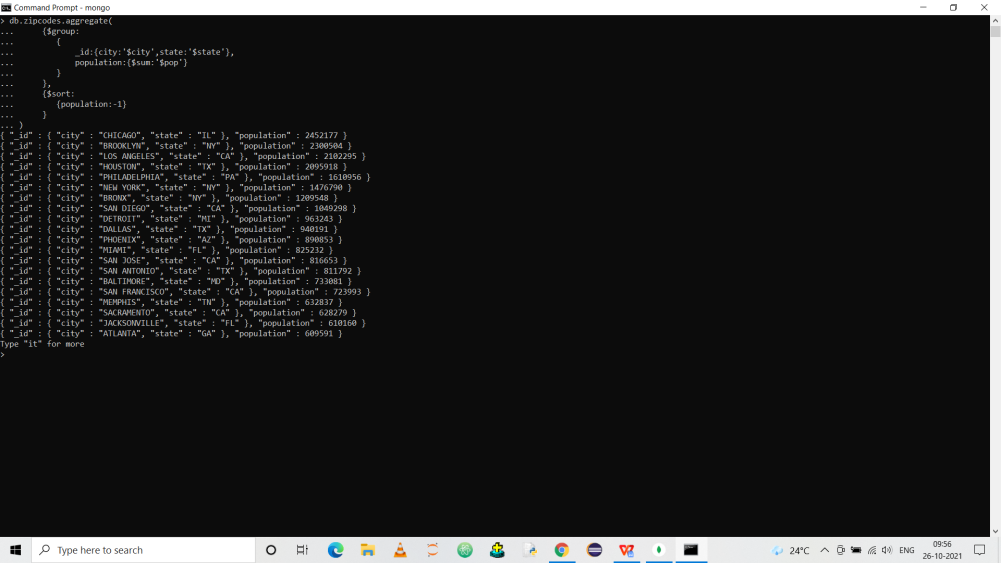 Command Prompt - mongo
> db.zipcodes.aggregate(
... {$group:
... {
... _id:{city:'$city',state:'$state'},
... population:{$sum:'$pop'}
... }
... },
... {$sort:
... {population:-1}
... }
... )
{ "_id" : { "city" : "CHICAGO", "state" : "IL" }, "population" : 2452177 }
{ "_id" : { "city" : "BROOKLYN", "state" : "NY" }, "population" : 2300504 }
{ "_id" : { "city" : "LOS ANGELES", "state" : "CA" }, "population" : 2102295 }
{ "_id" : { "city" : "HOUSTON", "state" : "TX" }, "population" : 2095918 }
{ "_id" : { "city" : "PHILADELPHIA", "state" : "PA" }, "population" : 1610956 }
{ "_id" : { "city" : "NEW YORK", "state" : "NY" }, "population" : 1476790 }
{ "_id" : { "city" : "BRONX", "state" : "NY" }, "population" : 1209548 }
{ "_id" : { "city" : "SAN DIEGO", "state" : "CA" }, "population" : 1049298 }
{ "_id" : { "city" : "DETROIT", "state" : "MI" }, "population" : 963243 }
{ "_id" : { "city" : "DALLAS", "state" : "TX" }, "population" : 940191 }
{ "_id" : { "city" : "PHOENIX", "state" : "AZ" }, "population" : 890853 }
{ "_id" : { "city" : "MIAMI", "state" : "FL" }, "population" : 825232 }
{ "_id" : { "city" : "SAN JOSE", "state" : "CA" }, "population" : 816653 }
{ "_id" : { "city" : "SAN ANTONIO", "state" : "TX" }, "population" : 811792 }
{ "_id" : { "city" : "BALTIMORE", "state" : "MD" }, "population" : 733081 }
{ "_id" : { "city" : "SAN FRANCISCO", "state" : "CA" }, "population" : 723993 }
{ "_id" : { "city" : "MEMPHIS", "state" : "TN" }, "population" : 632837 }
{ "_id" : { "city" : "SACRAMENTO", "state" : "CA" }, "population" : 628279 }
{ "_id" : { "city" : "JACKSONVILLE", "state" : "FL" }, "population" : 610160 }
{ "_id" : { "city" : "ATLANTA", "state" : "GA" }, "population" : 609591 }
Type "it" for more
>
Type here to search
24°C
ENG
09:56
26-10-2021